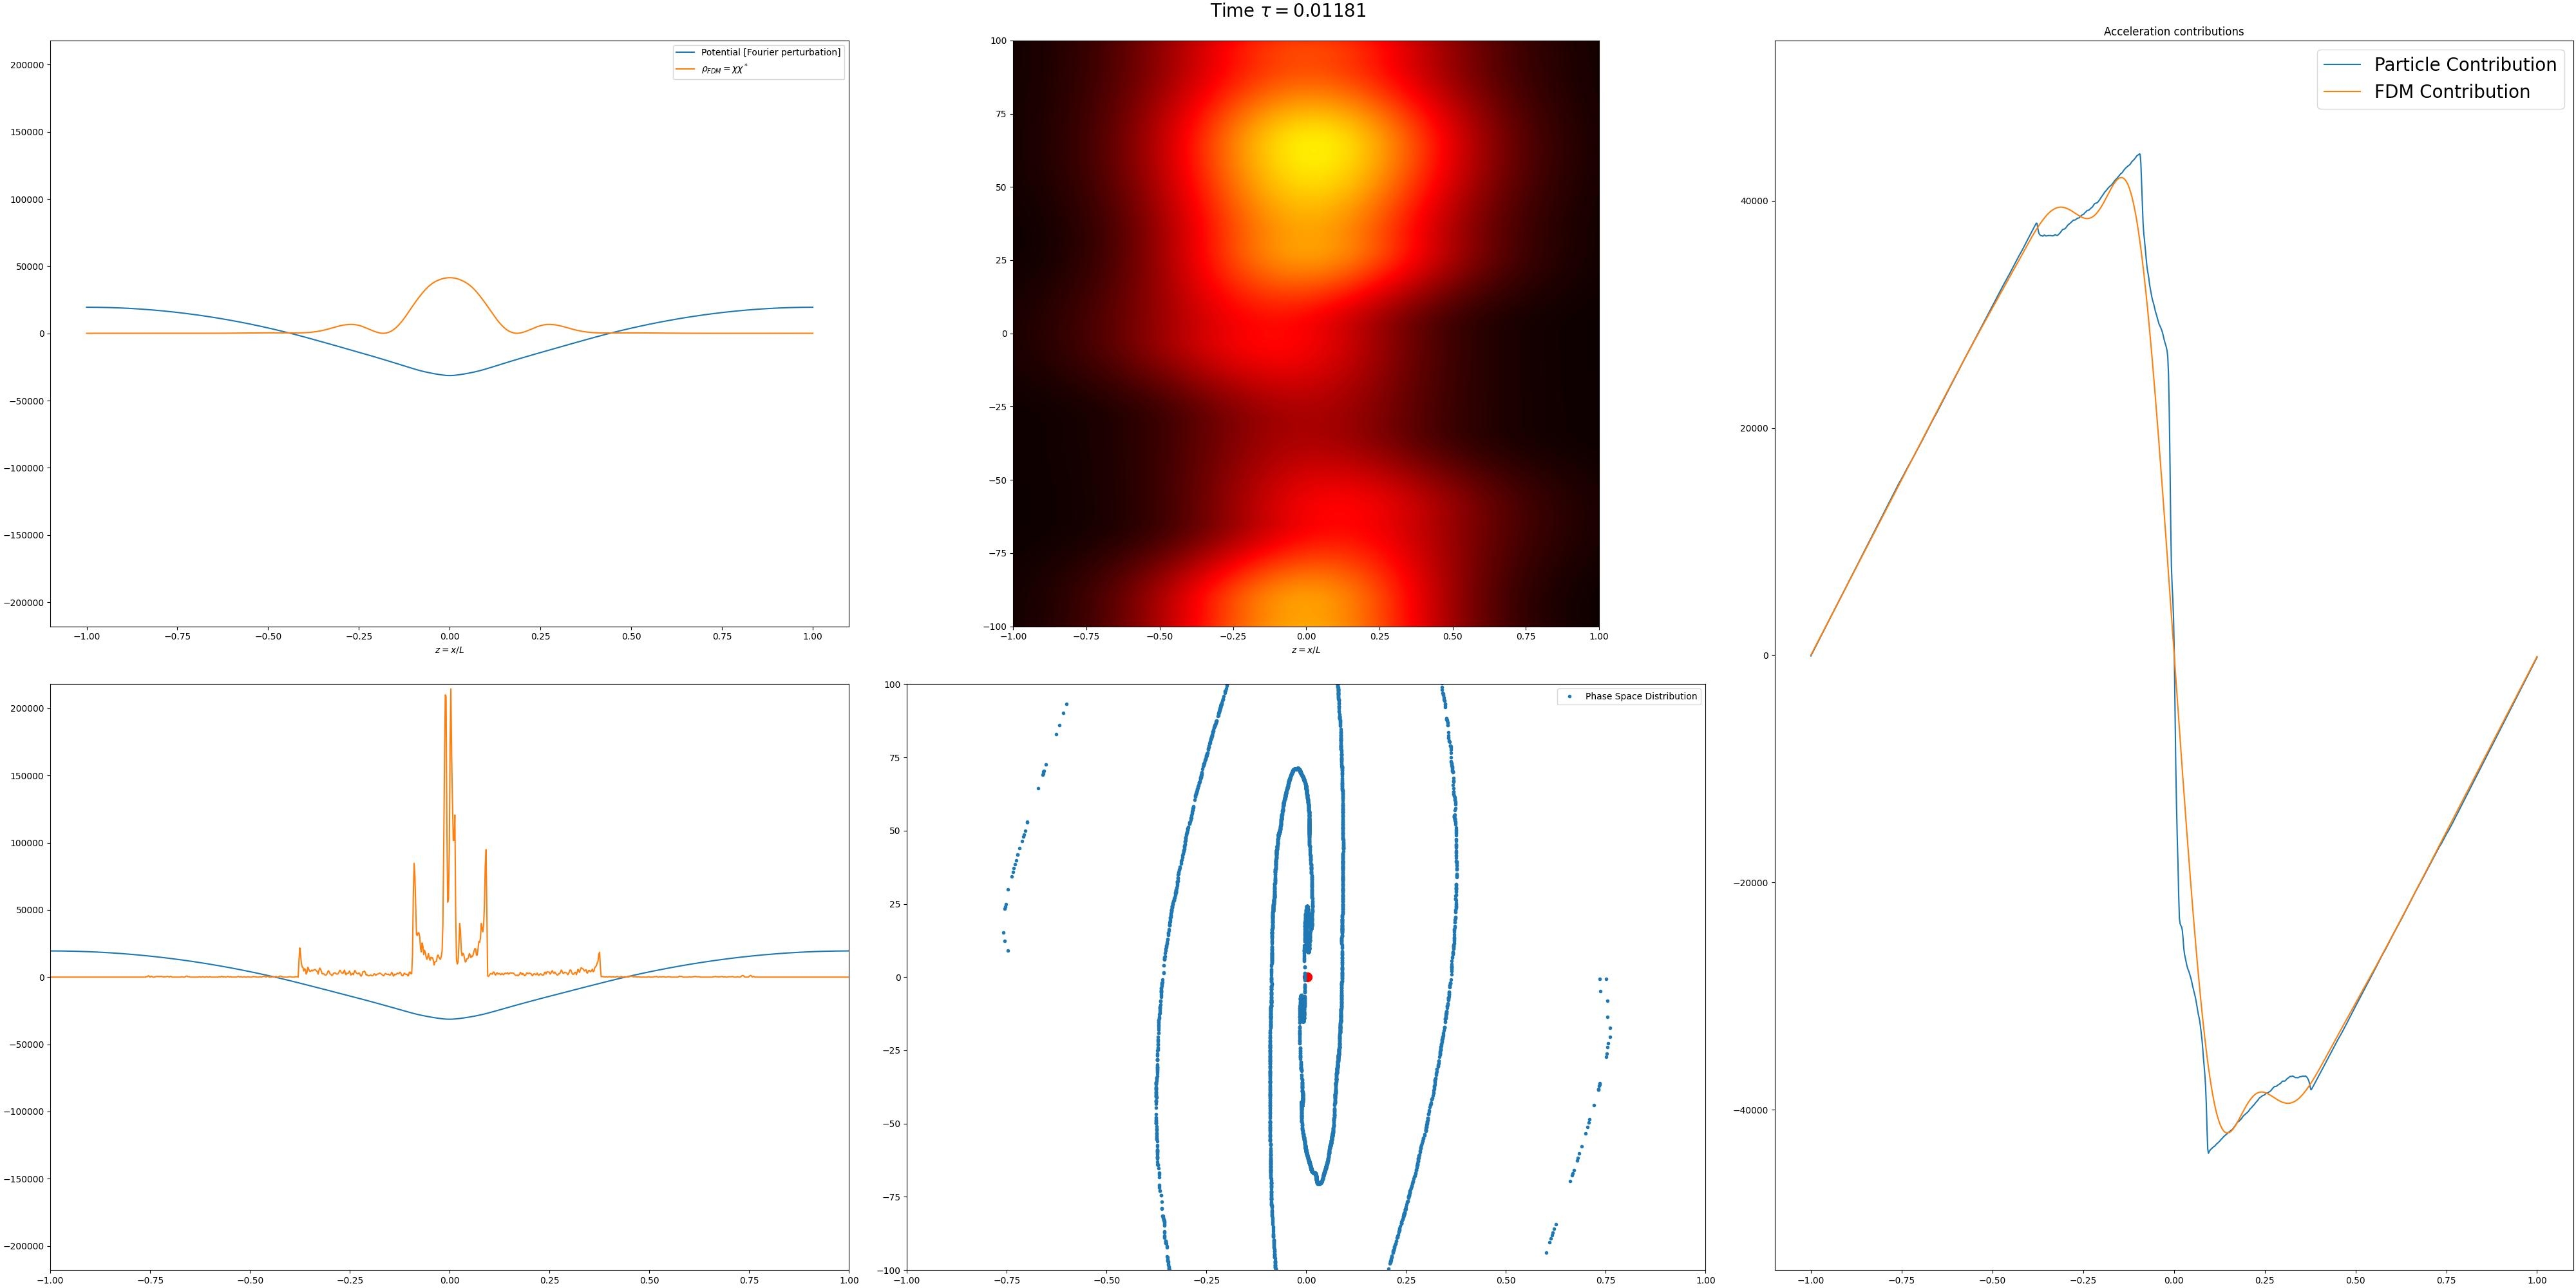 Time τ = 0.01181
200000
150000
100000
50000
0
−50000
−100000
−150000
−200000
Potential [Fourier perturbation]
ρFDM = χχ*
−1.00 −0.75 −0.50 −0.25 0.00 0.25 0.50 0.75 1.00
z = x/L
100
75
50
25
0
−25
−50
−75
−100
−1.00 −0.75 −0.50 −0.25 0.00 0.25 0.50 0.75 1.00
z = x/L
200000
150000
100000
50000
0
−50000
−100000
−150000
−200000
−1.00 −0.75 −0.50 −0.25 0.00 0.25 0.50 0.75 1.00
100
75
50
25
0
−25
−50
−75
−100
Phase Space Distribution
−1.00 −0.75 −0.50 −0.25 0.00 0.25 0.50 0.75 1.00
Acceleration contributions
Particle Contribution
FDM Contribution
40000
20000
0
−20000
−40000
−1.00 −0.75 −0.50 −0.25 0.00 0.25 0.50 0.75 1.00